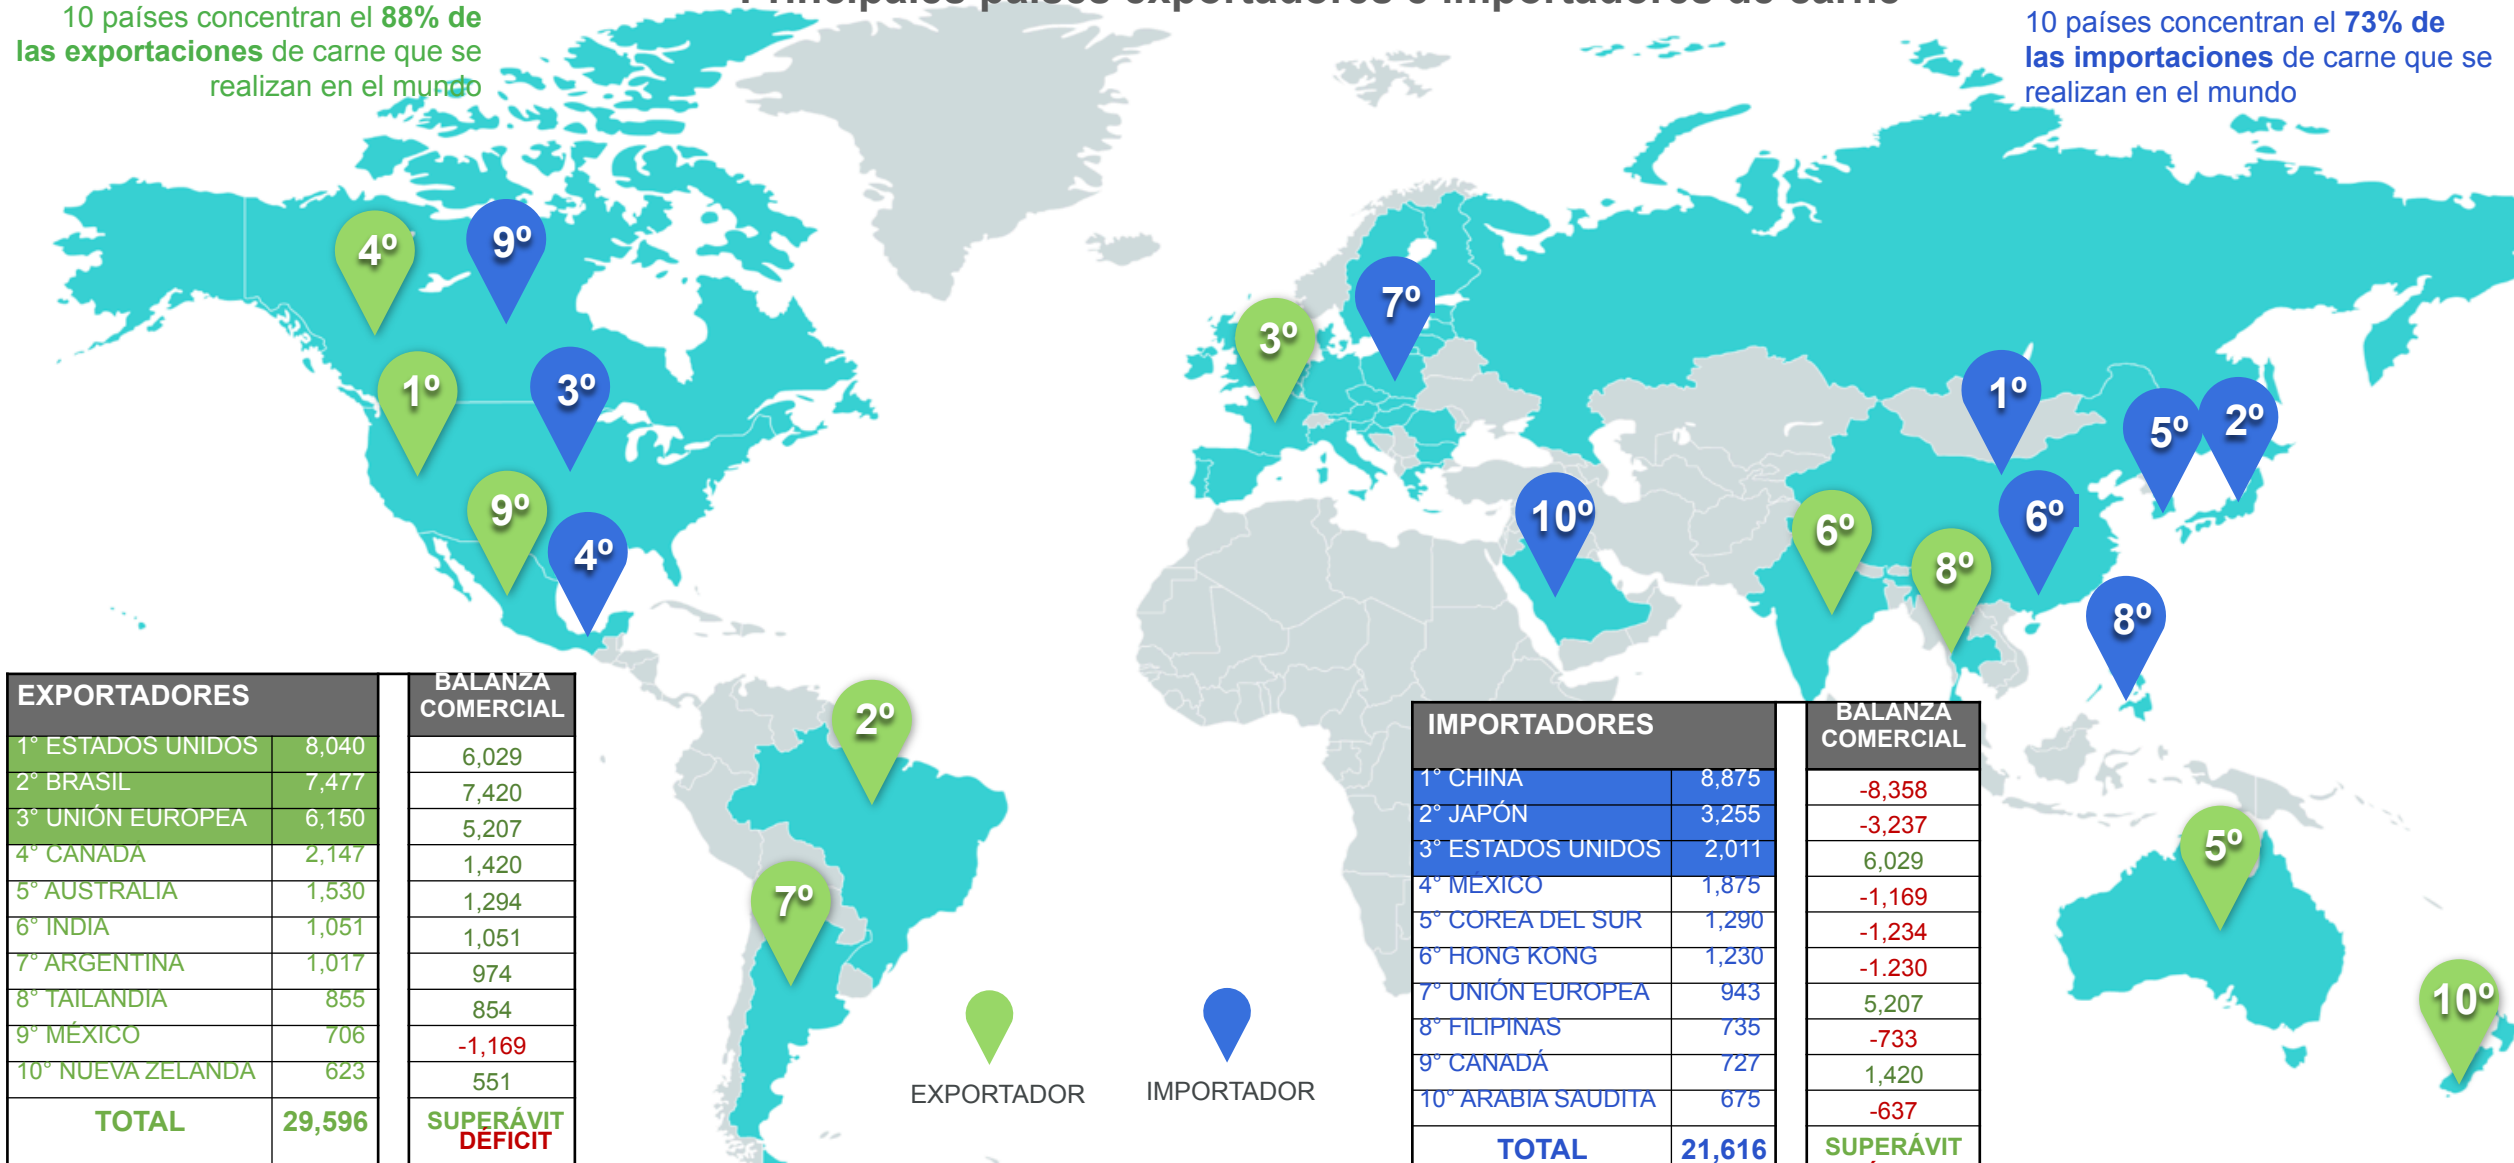 Principales países exportadores e importadores de carne
10 países concentran el 88% de
las exportaciones de carne que se
realizan en el mundo
10 países concentran el 73% de
las importaciones de carne que se
realizan en el mundo
4º
9º
1º
3º
9º
4º
3º
7º
1º
5º
2º
10º
6º
6º
8º
8º
2º
7º
5º
10º
EXPORTADORES BALANZA
COMERCIAL
1° ESTADOS UNIDOS 8,040 6,029
2° BRASIL 7,477 7,420
3° UNIÓN EUROPEA 6,150 5,207
4° CANADÁ 2,147 1,420
5° AUSTRALIA 1,530 1,294
6° INDIA 1,051 1,051
7° ARGENTINA 1,017 974
8° TAILANDIA 855 854
9° MÉXICO 706 -1,169
10° NUEVA ZELANDA 623 551
TOTAL 29,596 SUPERÁVIT
DÉFICIT
EXPORTADOR
IMPORTADOR
IMPORTADORES BALANZA
COMERCIAL
1° CHINA 8,875 -8,358
2° JAPÓN 3,255 -3,237
3° ESTADOS UNIDOS 2,011 6,029
4° MÉXICO 1,875 -1,169
5° COREA DEL SUR 1,290 -1,234
6° HONG KONG 1,230 -1.230
7° UNIÓN EUROPEA 943 5,207
8° FILIPINAS 735 -733
9° CANADÁ 727 1,420
10° ARABIA SAUDITA 675 -637
TOTAL 21,616 SUPERÁVIT